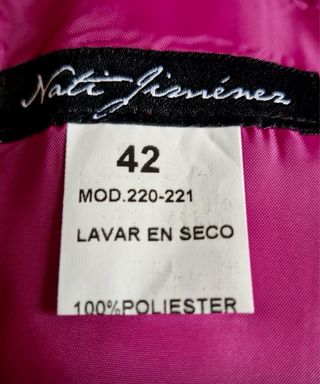 Nati Jiménez
42
MOD.220-221
LAVAR EN SECO
100%POLIESTER